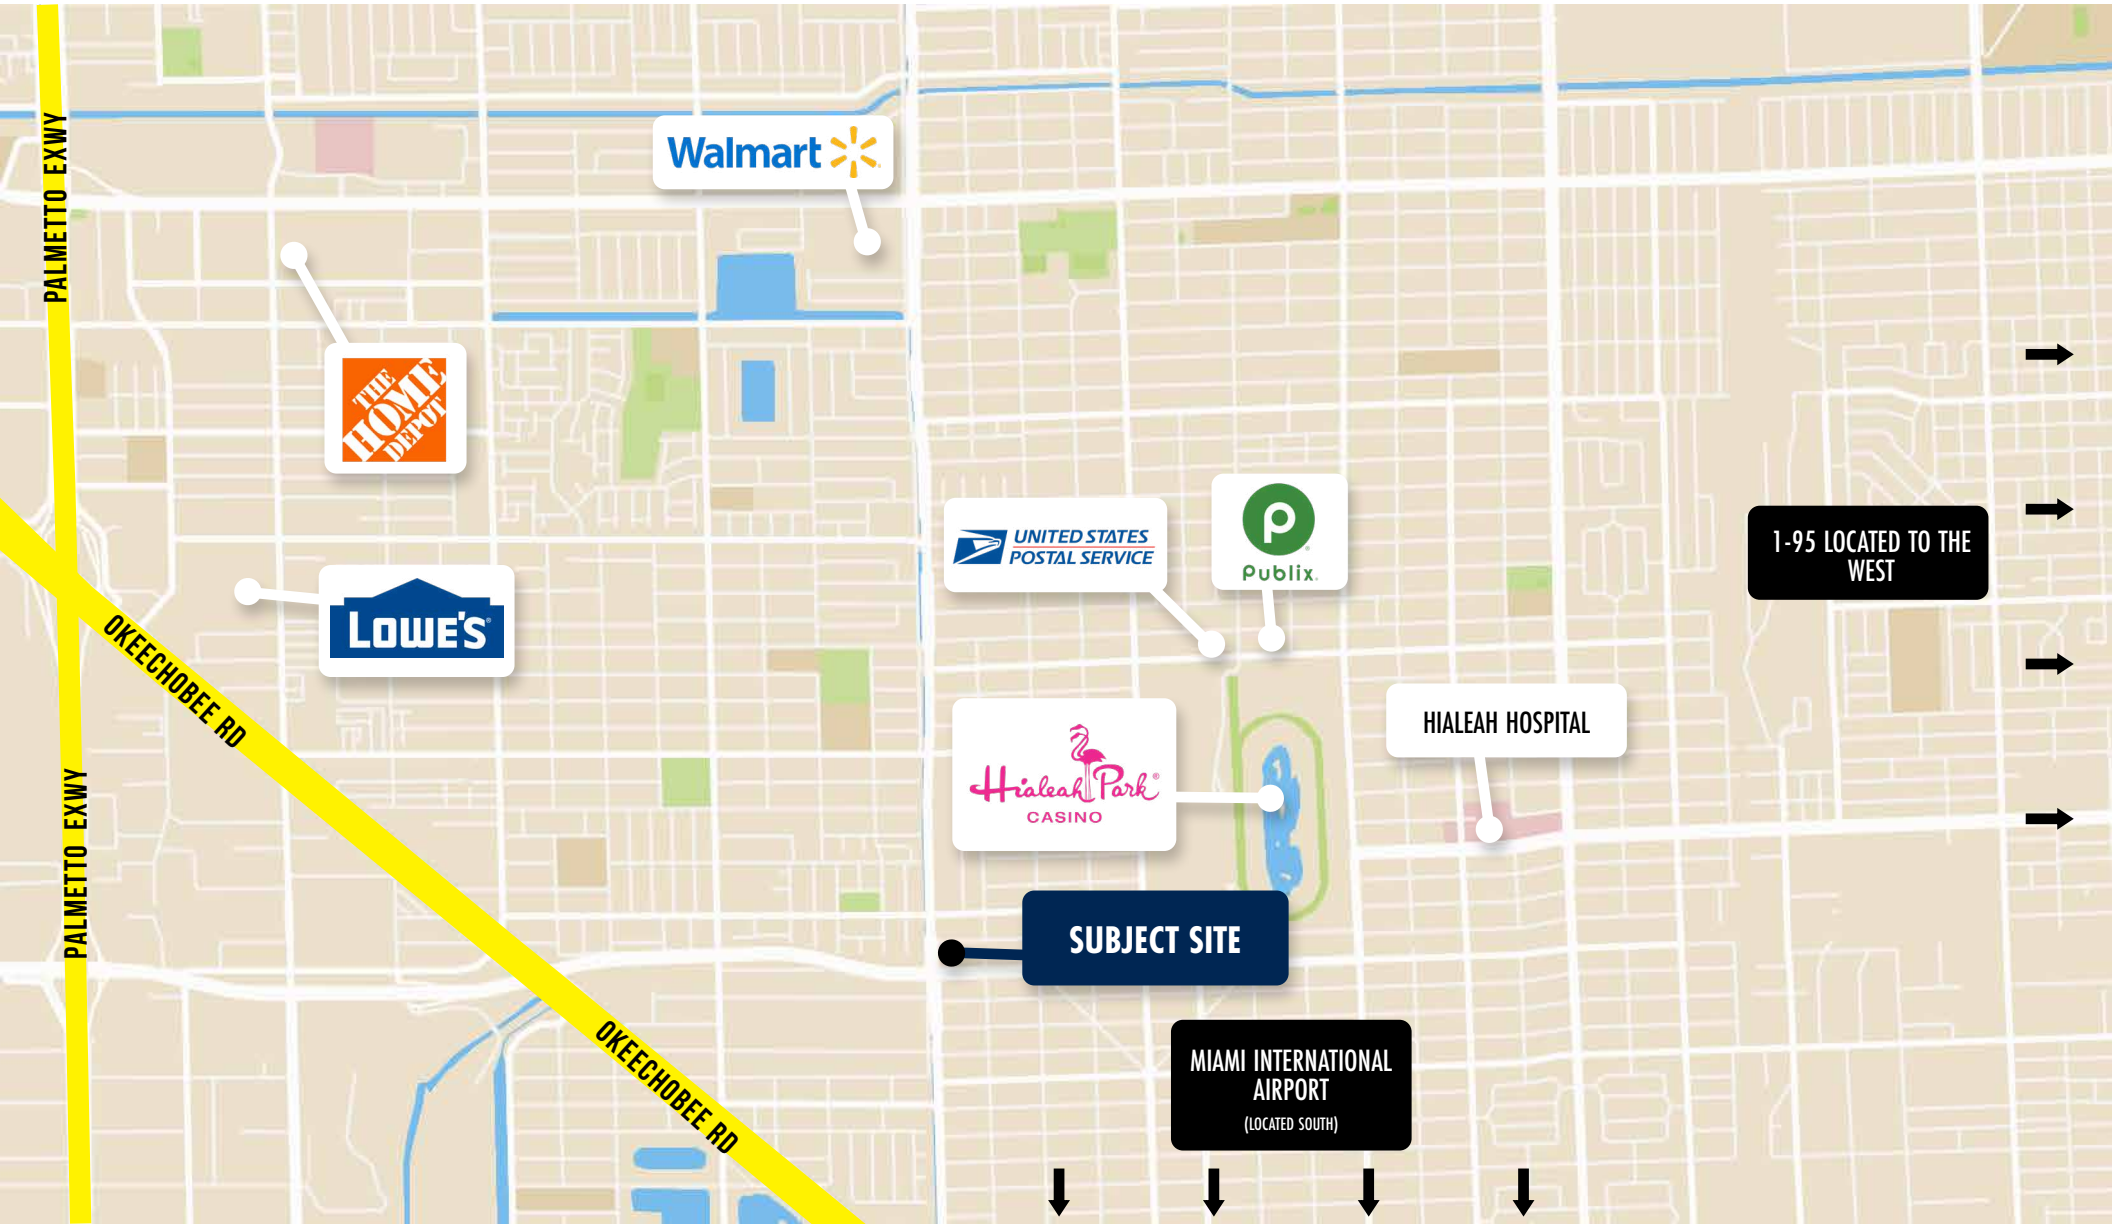 PALMETTO EXWY
Walmart
THE
HOME
DEPOT
UNITED STATES
POSTAL SERVICE
Publix.
1-95 LOCATED TO THE
WEST
LOWE'S
OKEECHOBEE RD
HIALEAH HOSPITAL
Hialeah Park®
CASINO
PALMETTO EXWY
SUBJECT SITE
OKEECHOBEE RD
MIAMI INTERNATIONAL
AIRPORT
(LOCATED SOUTH)